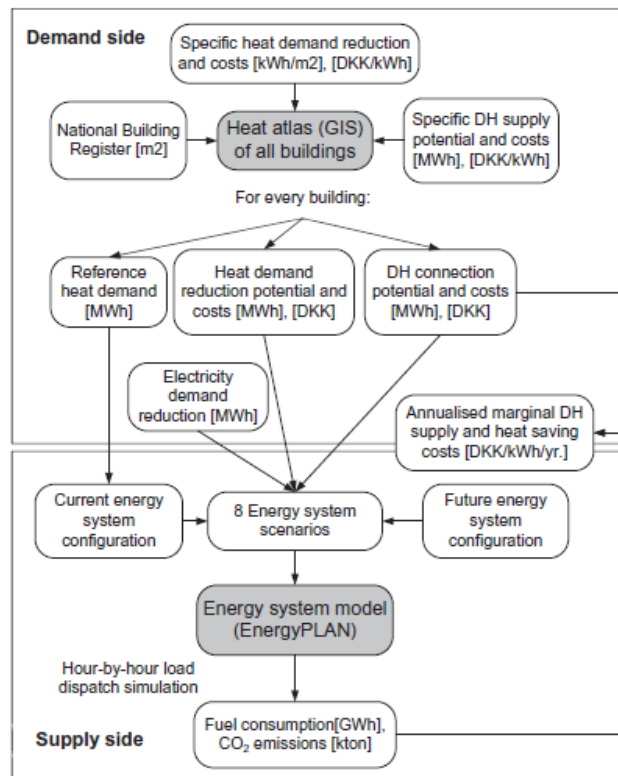 Demand side
Specific heat demand reduction
and costs [kWh/m2], [DKK/kWh]
National Building
Register [m2]
Heat atlas (GIS)
of all buildings
Specific DH supply
potential and costs
[MWh], [DKK/kWh]
For every building:
Reference
heat demand
[MWh]
Heat demand
reduction potential and
costs [MWh], [DKK]
DH connection
potential and costs
[MWh], [DKK]
Electricity
demand
reduction [MWh]
Annualised marginal DH
supply and heat saving
costs [DKK/kWh/yr.]
Current energy
system
configuration
8 Energy system
scenarios
Future energy
system
configuration
Energy system model
(EnergyPLAN)
Hour-by-hour load
dispatch simulation
Fuel consumption[GWh],
CO₂ emissions [kton]
Supply side